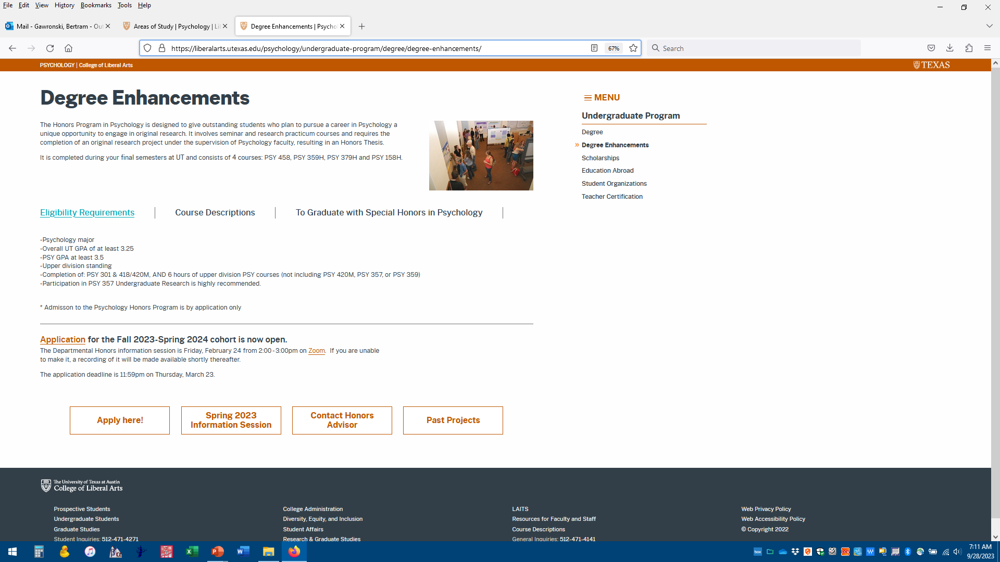 File Edit View History Bookmarks Tools Help
Mail - Gawronski, Bertram - Ou
Areas of Study | Psychology | Li
Degree Enhancements | Psycho
https://liberalarts.utexas.edu/psychology/undergraduate-program/degree/degree-enhancements/
67%
Search
PSYCHOLOGY | College of Liberal Arts
TEXAS
Degree Enhancements
The Honors Program in Psychology is designed to give outstanding students who plan to pursue a career in Psychology a
unique opportunity to engage in original research. It involves seminar and research practicum courses and requires the
completion of an original research project under the supervision of Psychology faculty, resulting in an Honors Thesis.
It is completed during your final semesters at UT and consists of 4 courses: PSY 458, PSY 359H, PSY 379H and PSY 158H.
MENU
Undergraduate Program
Degree
» Degree Enhancements
Scholarships
Education Abroad
Student Organizations
Teacher Certification
Eligibility Requirements
Course Descriptions
To Graduate with Special Honors in Psychology
-Psychology major
-Overall UT GPA of at least 3.25
-PSY GPA at least 3.5
-Upper division standing
-Completion of: PSY 301 & 418/420M, AND 6 hours of upper division PSY courses (not including PSY 420M, PSY 357, or PSY 359)
-Participation in PSY 357 Undergraduate Research is highly recommended.
* Admisson to the Psychology Honors Program is by application only
Application for the Fall 2023-Spring 2024 cohort is now open.
The Departmental Honors information session is Friday, February 24 from 2:00 - 3:00pm on Zoom. If you are unable
to make it, a recording of it will be made available shortly thereafter.
The application deadline is 11:59pm on Thursday, March 23.
Apply here!
Spring 2023
Information Session
Contact Honors
Advisor
Past Projects
The University of Texas at Austin
College of Liberal Arts
Prospective Students
Undergraduate Students
Graduate Studies
Student Inquiries: 512-471-4271
College Administration
Diversity, Equity, and Inclusion
Student Affairs
Research & Graduate Studies
LAITS
Resources for Faculty and Staff
Course Descriptions
General Inquiries: 512-471-4141
Web Privacy Policy
Web Accessibility Policy
© Copyright 2022
7:11 AM
9/28/2023